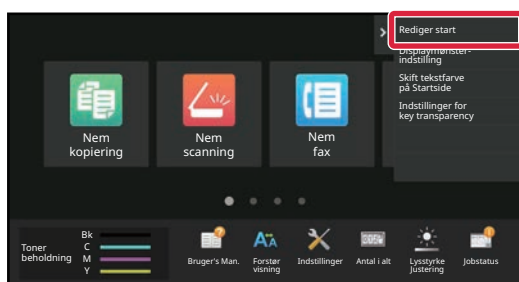 Rediger start
Displaymønster-
indstilling
Skift tekstfarve
på Startside
Indstillinger for
key transparency
Nem
kopiering
Nem
scanning
Nem
fax
Toner
beholdning
Bk
C
M
Y
Bruger's Man.
Forstør
visning
Indstillinger
Antal i alt
Lysstyrke
Justering
Jobstatus